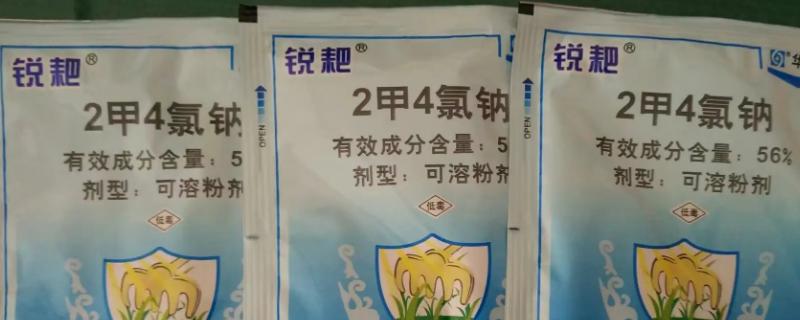 锐耙®
2甲4氯钠
有效成分含量：5
剂型：可溶粉剂
低毒
OPEN
锐耙®
2甲4氯钠
有效成分含量：5
剂型：可溶粉剂
低毒
OPEN
锐耙®
华
2甲4氯钠
有效成分含量：56%
剂型：可溶粉剂
低毒